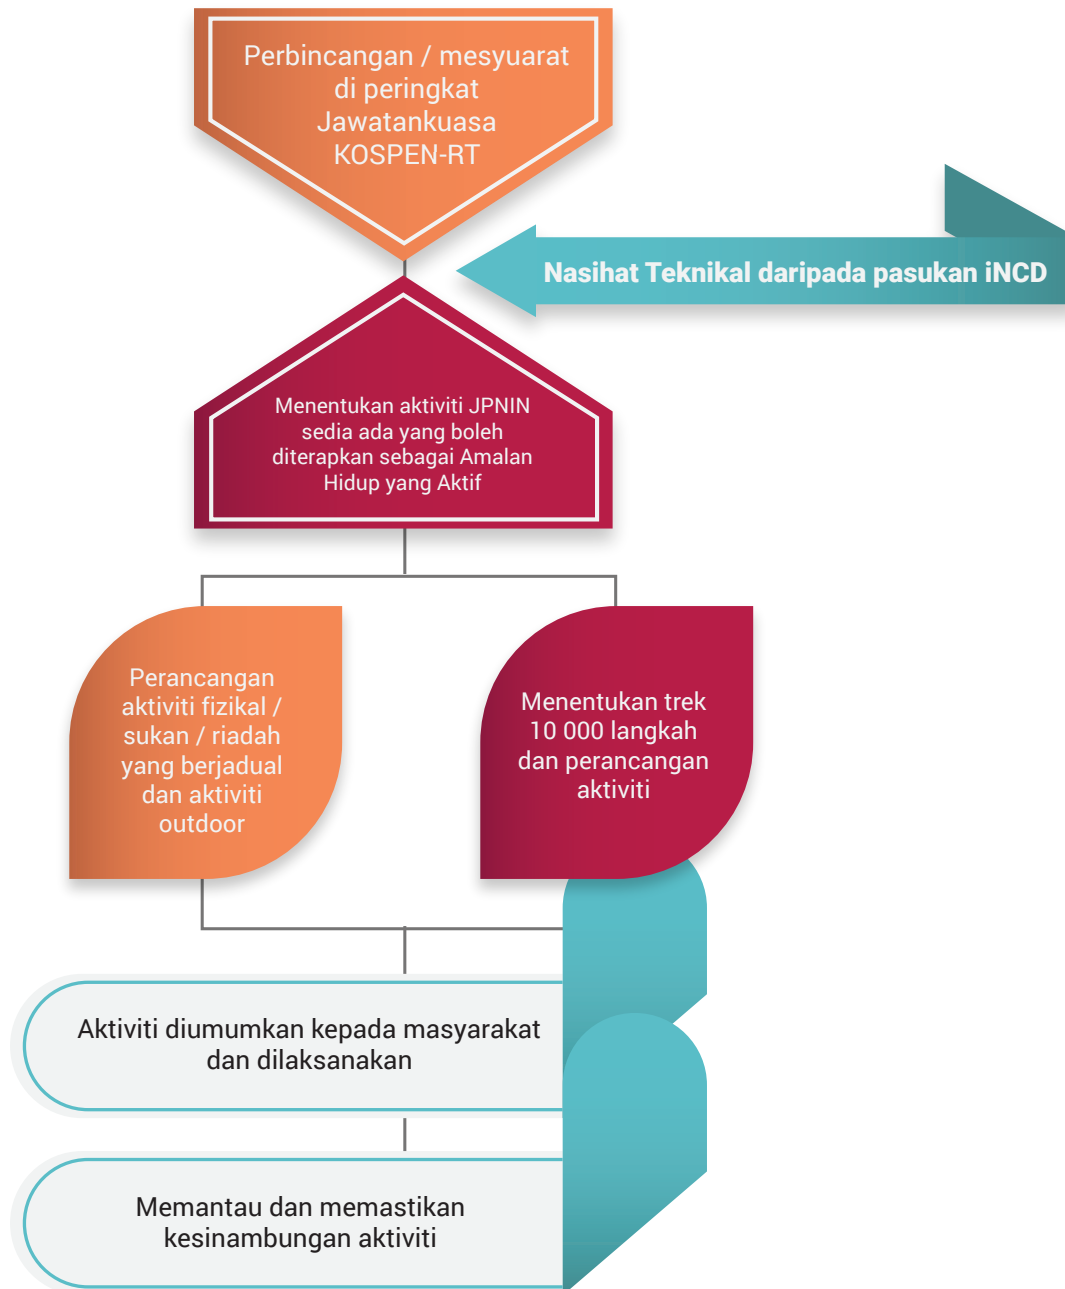 Perbincangan / mesyuarat
di peringkat
Jawatankuasa
KOSPEN-RT
Nasihat Teknikal daripada pasukan iNCD
Menentukan aktiviti JPNIN
sedia ada yang boleh
diterapkan sebagai Amalan
Hidup yang Aktif
Perancangan
aktiviti fizikal /
sukan / riadah
yang berjadual
dan aktiviti
outdoor
Menentukan trek
10 000 langkah
dan perancangan
aktiviti
Aktiviti diumumkan kepada masyarakat
dan dilaksanakan
Memantau dan memastikan
kesinambungan aktiviti